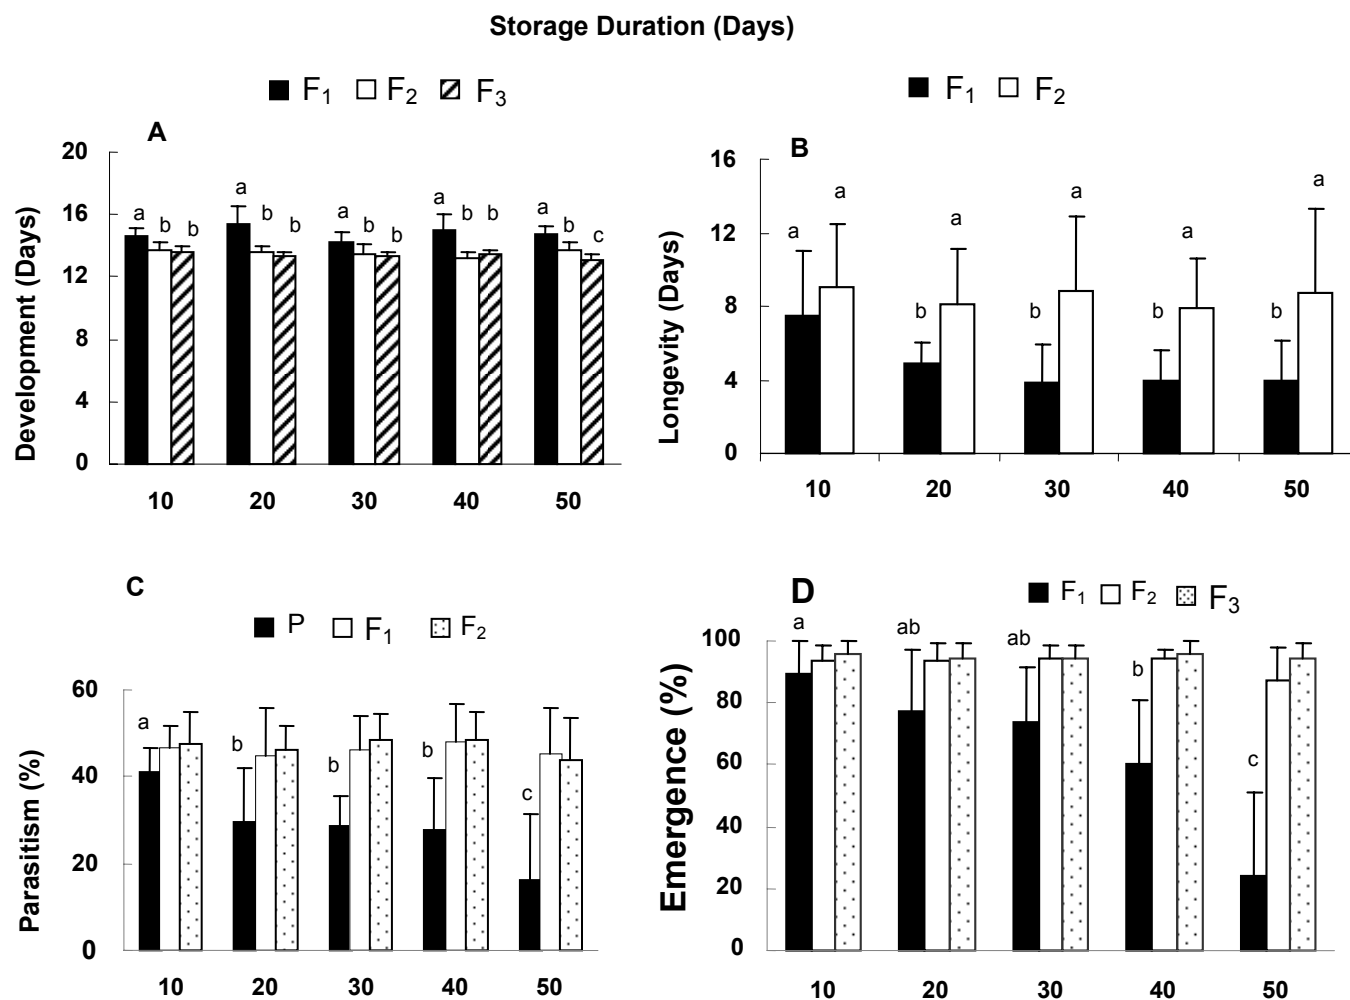 Storage Duration (Days)
F1 F2 F3
A
Development (Days)
20
16
12
8
4
0
a b b a b b a b b a b b a b c
10 20 30 40 50
F1 F2
B
Longevity (Days)
16
12
8
4
0
a a b a b a b a b a
10 20 30 40 50
C
P F1 F2
Parasitism (%)
60
40
20
0
a b b b c
10 20 30 40 50
D
F1 F2 F3
Emergence (%)
100
80
60
40
20
0
a ab ab b c
10 20 30 40 50